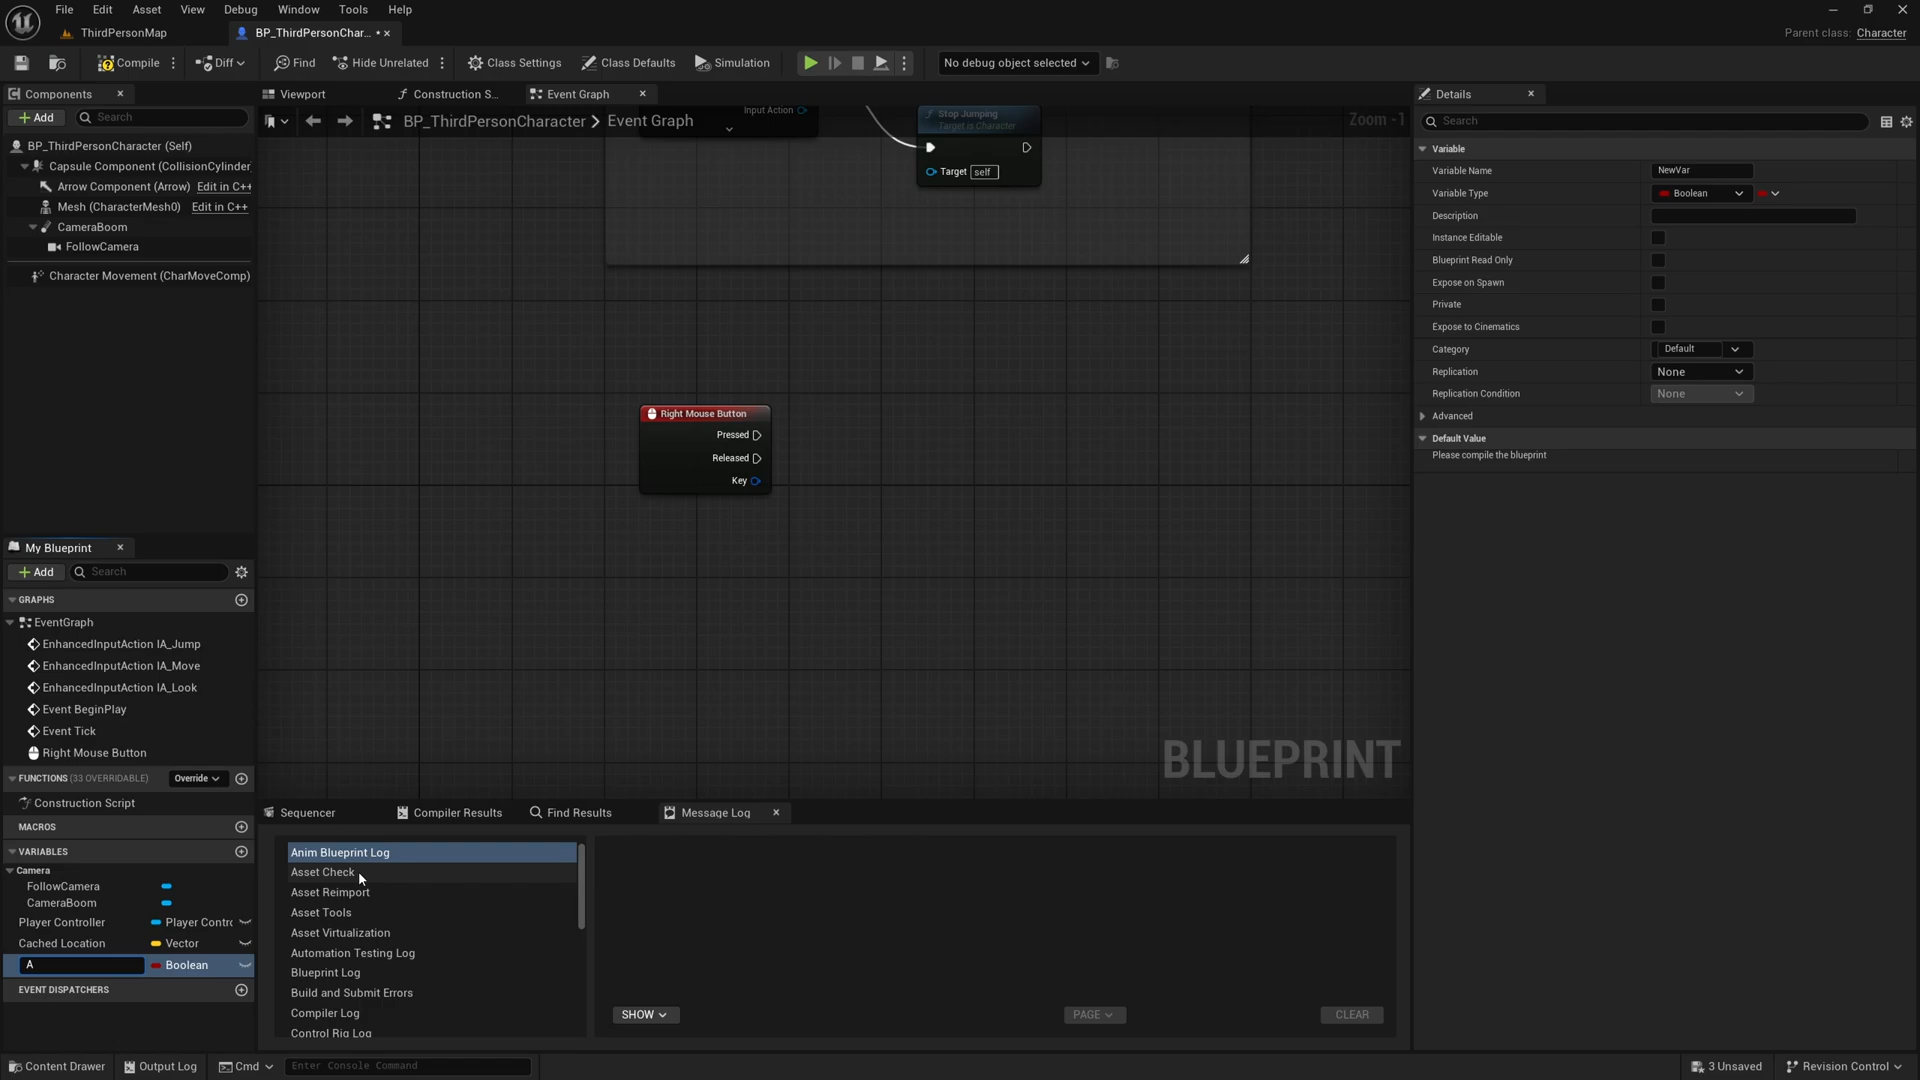 File Edit Asset View Debug Window Tools Help
ThirdPersonMap
BP_ThirdPersonChar... •
Parent class: Character
Compile
Diff
Find
Hide Unrelated
Class Settings
Class Defaults
Simulation
No debug object selected
Components
Viewport
Construction S...
Event Graph
Details
Add
Search
BP_ThirdPersonCharacter > Event Graph
Zoom -1
Search
BP_ThirdPersonCharacter (Self)
Capsule Component (CollisionCylinder
Arrow Component (Arrow) Edit in C++
Mesh (CharacterMesh0) Edit in C++
CameraBoom
FollowCamera
Character Movement (CharMoveComp)
Input Action
Stop Jumping
Target is Character
Target self
Right Mouse Button
Pressed
Released
Key
BLUEPRINT
Variable
Variable Name NewVar
Variable Type Boolean
Description
Instance Editable
Blueprint Read Only
Expose on Spawn
Private
Expose to Cinematics
Category Default
Replication None
Replication Condition None
Advanced
Default Value
Please compile the blueprint
My Blueprint
Add
Search
GRAPHS
EventGraph
EnhancedInputAction IA_Jump
EnhancedInputAction IA_Move
EnhancedInputAction IA_Look
Event BeginPlay
Event Tick
Right Mouse Button
FUNCTIONS (33 OVERRIDABLE) Override
Construction Script
MACROS
VARIABLES
Camera
FollowCamera
CameraBoom
Player Controller Player Contrc
Cached Location Vector
A Boolean
EVENT DISPATCHERS
Sequencer
Compiler Results
Find Results
Message Log
Anim Blueprint Log
Asset Check
Asset Reimport
Asset Tools
Asset Virtualization
Automation Testing Log
Blueprint Log
Build and Submit Errors
Compiler Log
Control Rig Log
SHOW
PAGE
CLEAR
Content Drawer
Output Log
Cmd
Enter Console Command
3 Unsaved
Revision Control